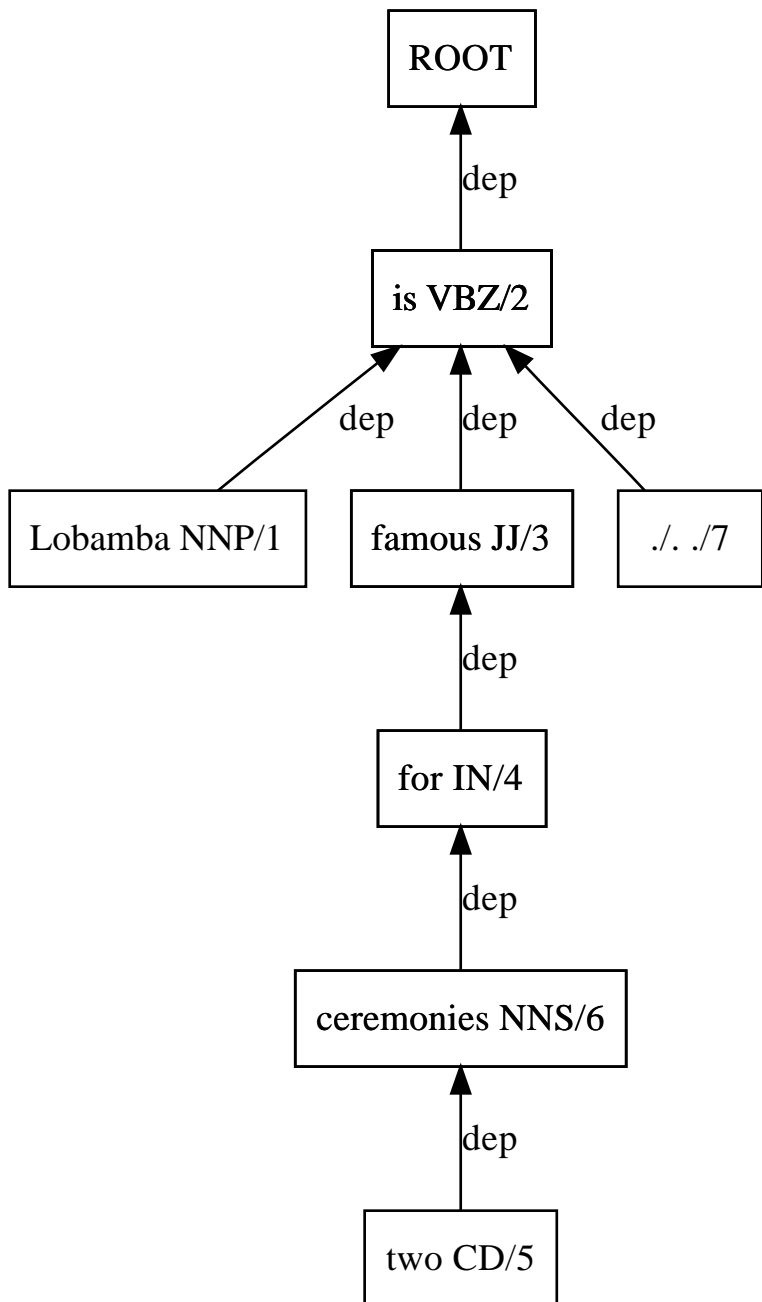 ROOT
dep
is VBZ/2
dep dep dep
Lobamba NNP/1 famous JJ/3 ./. ./7
dep
for IN/4
dep
ceremonies NNS/6
dep
two CD/5